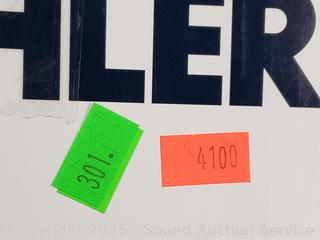 HLER
301.
4100
Copyright 2025 - Sound Auction Service